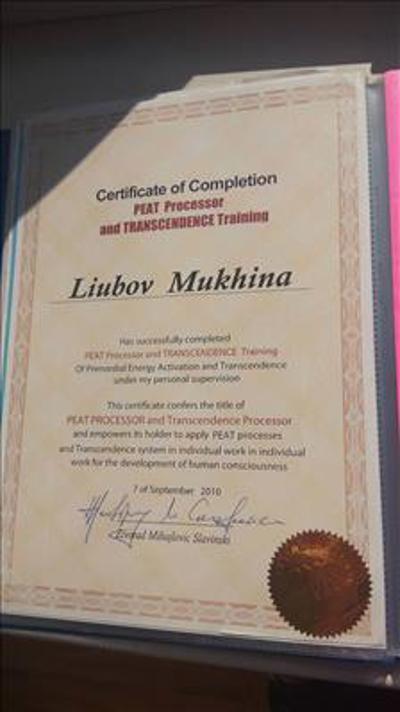 Certificate of Completion
PEAT Processor
and TRANSCENDENCE Training
Liubov Mukhina
Has successfully completed
PEAT Processor and TRANSCENDENCE Training
Of Primordial Energy Activation and Transcendence
under my personal supervision
This certificate confers the title of
PEAT PROCESSOR and Transcendence Processor
and empowers its holder to apply PEAT processes
and Transcendence system in individual work in individual
work for the development of human consciousness
7 of September 2010
Zivorad Mihajlovic Slavinski